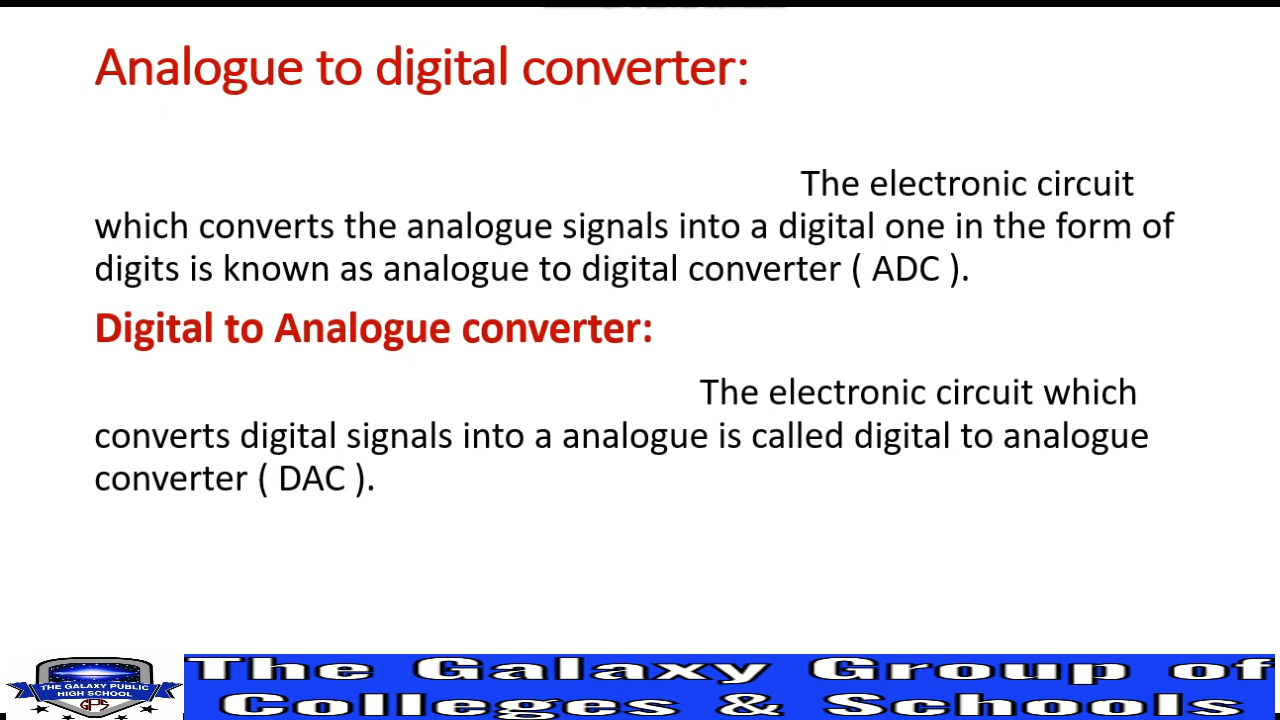 Analogue to digital converter:
The electronic circuit
which converts the analogue signals into a digital one in the form of
digits is known as analogue to digital converter ( ADC ).
Digital to Analogue converter:
The electronic circuit which
converts digital signals into a analogue is called digital to analogue
converter ( DAC ).
THE GALAXY PUBLIC
HIGH SCHOOL
GPS
The Galaxy Group of
Colleges & Schools